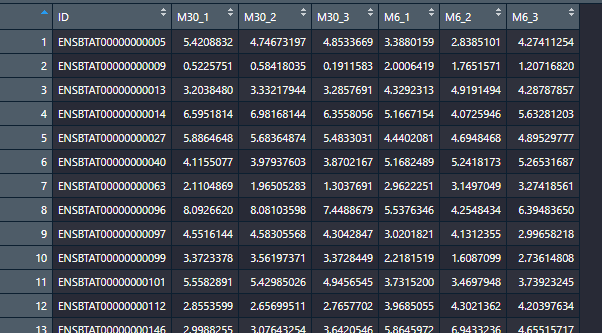 ID M30_1 M30_2 M30_3 M6_1 M6_2 M6_3
1 ENSBTAT00000000005 5.4208832 4.74673197 4.8533669 3.3880159 2.8385101 4.27411254
2 ENSBTAT00000000009 0.5225751 0.58418035 0.1911583 2.0006419 1.7651571 1.20716820
3 ENSBTAT00000000013 3.2038480 3.33217944 3.2857691 4.3292313 4.9191494 4.28787857
4 ENSBTAT00000000014 6.5951814 6.98168144 6.3558056 5.1667154 4.0725946 5.63281203
5 ENSBTAT00000000027 5.8864648 5.68364874 5.4833031 4.4402081 4.6948468 4.89529777
6 ENSBTAT00000000040 4.1155077 3.97937603 3.8702167 5.1682489 5.2418173 5.26531687
7 ENSBTAT00000000063 2.1104869 1.96505283 1.3037691 2.9622251 3.1497049 3.27418561
8 ENSBTAT00000000096 8.0926620 8.08103598 7.4488679 5.5376346 4.2548434 6.39483650
9 ENSBTAT00000000097 4.5516144 4.58305568 4.3042847 3.0201821 4.1312355 2.99658218
10 ENSBTAT00000000099 3.3723378 3.56197371 3.3728449 2.2181519 1.6087099 2.73614808
11 ENSBTAT00000000101 5.5582891 5.42985026 4.9456545 3.7315200 3.4697948 3.73923245
12 ENSBTAT00000000112 2.8553599 2.65699511 2.7657702 3.9685055 4.3021362 4.20397634
13 ENSBTAT00000000146 2.9988255 3.07643254 3.6420546 5.8645972 6.9433236 4.65515717